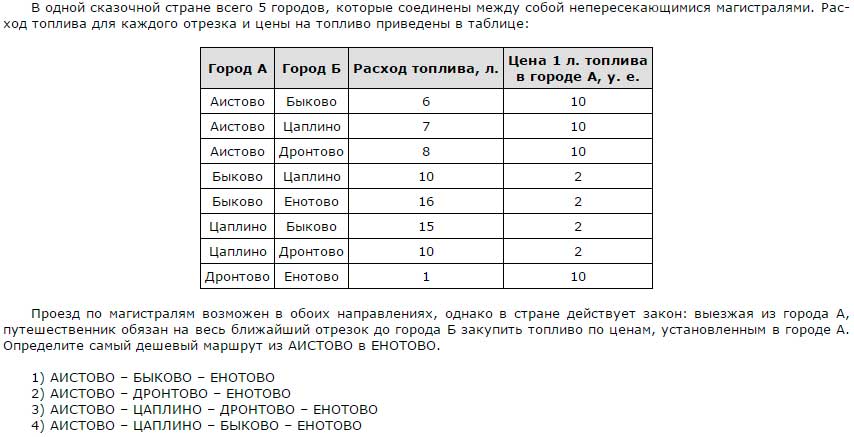 В одной сказочной стране всего 5 городов, которые соединены между собой непересекающимися магистралями. Рас-
ход топлива для каждого отрезка и цены на топливо приведены в таблице:
Город А Город Б Расход топлива, л. Цена 1 л. топлива
в городе А, у. е.
Аистово Быково 6 10
Аистово Цаплино 7 10
Аистово Дронтово 8 10
Быково Цаплино 10 2
Быково Енотово 16 2
Цаплино Быково 15 2
Цаплино Дронтово 10 2
Дронтово Енотово 1 10
Проезд по магистралям возможен в обоих направлениях, однако в стране действует закон: выезжая из города А,
путешественник обязан на весь ближайший отрезок до города Б закупить топливо по ценам, установленным в городе А.
Определите самый дешевый маршрут из АИСТОВО в ЕНОТОВО.
1) АИСТОВО – БЫКОВО – ЕНОТОВО
2) АИСТОВО – ДРОНТОВО – ЕНОТОВО
3) АИСТОВО – ЦАПЛИНО – ДРОНТОВО – ЕНОТОВО
4) АИСТОВО – ЦАПЛИНО – БЫКОВО – ЕНОТОВО